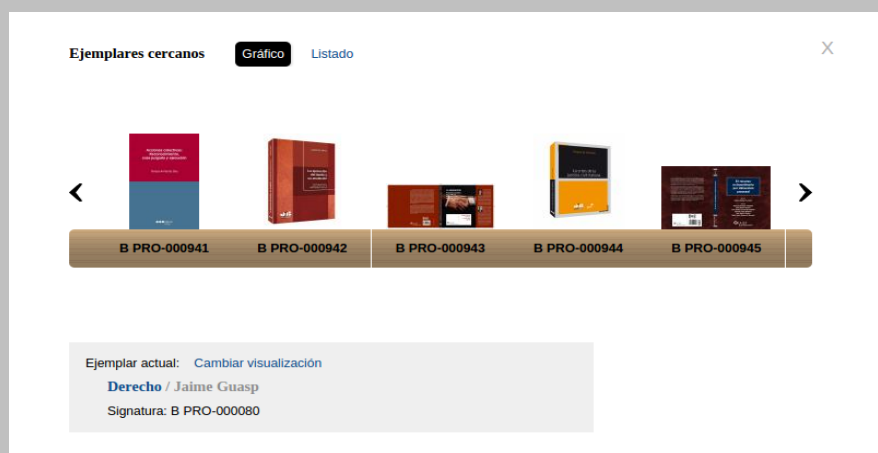 Ejemplares cercanos Gráfico Listado X
B PRO-000941 B PRO-000942 B PRO-000943 B PRO-000944 B PRO-000945
Ejemplar actual: Cambiar visualización
Derecho / Jaime Guasp
Signatura: B PRO-000080